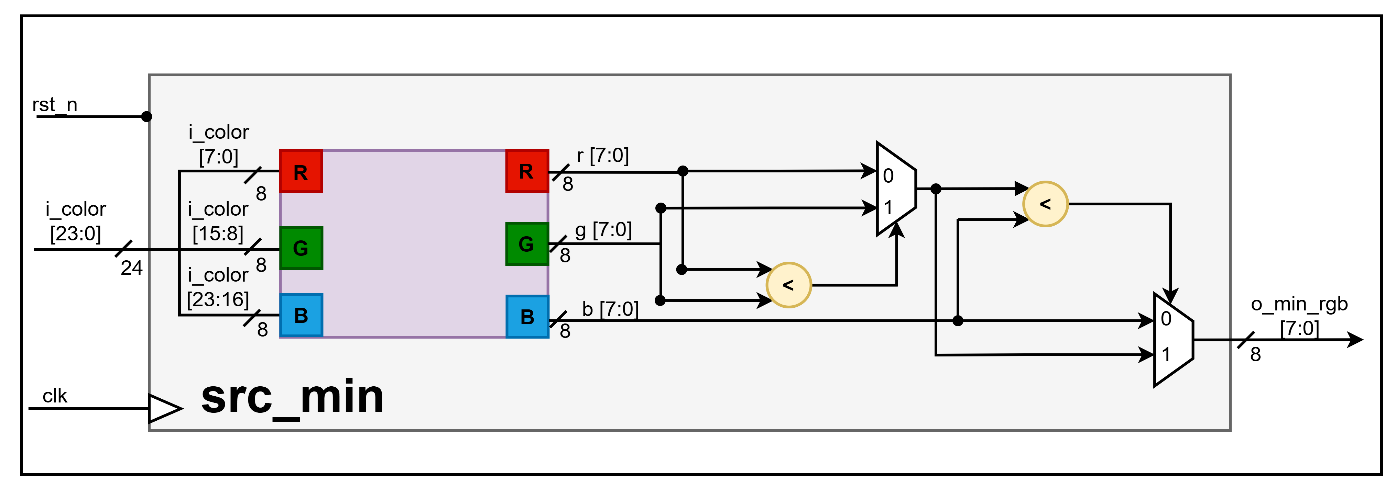 rst_n
i_color
[7:0]
8
R
R
r [7:0]
8
0
1
<
i_color
[23:0]
24
i_color
[15:8]
8
G
G
g [7:0]
8
<
i_color
[23:16]
8
B
B
b [7:0]
8
0
1
o_min_rgb
[7:0]
8
clk
src_min